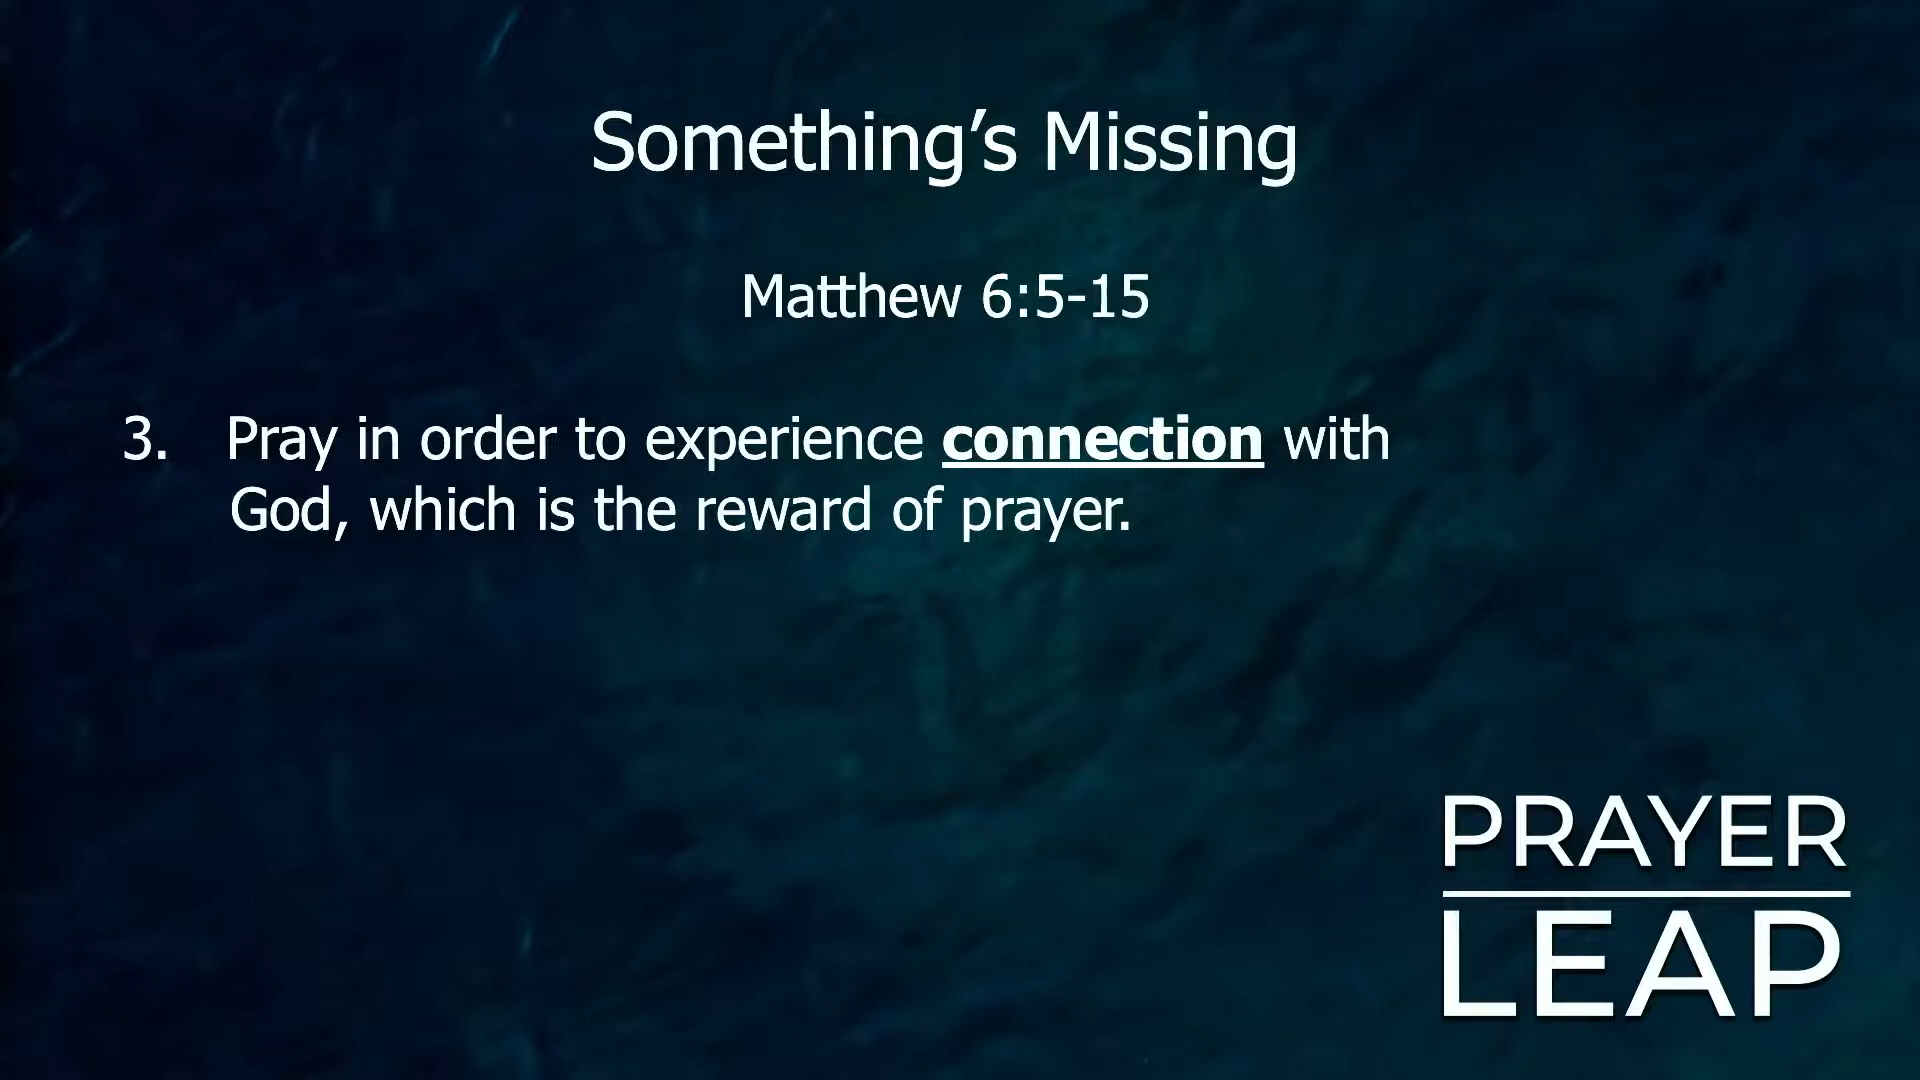 Something’s Missing
Matthew 6:5-15
3. Pray in order to experience connection with
God, which is the reward of prayer.
PRAYER
LEAP